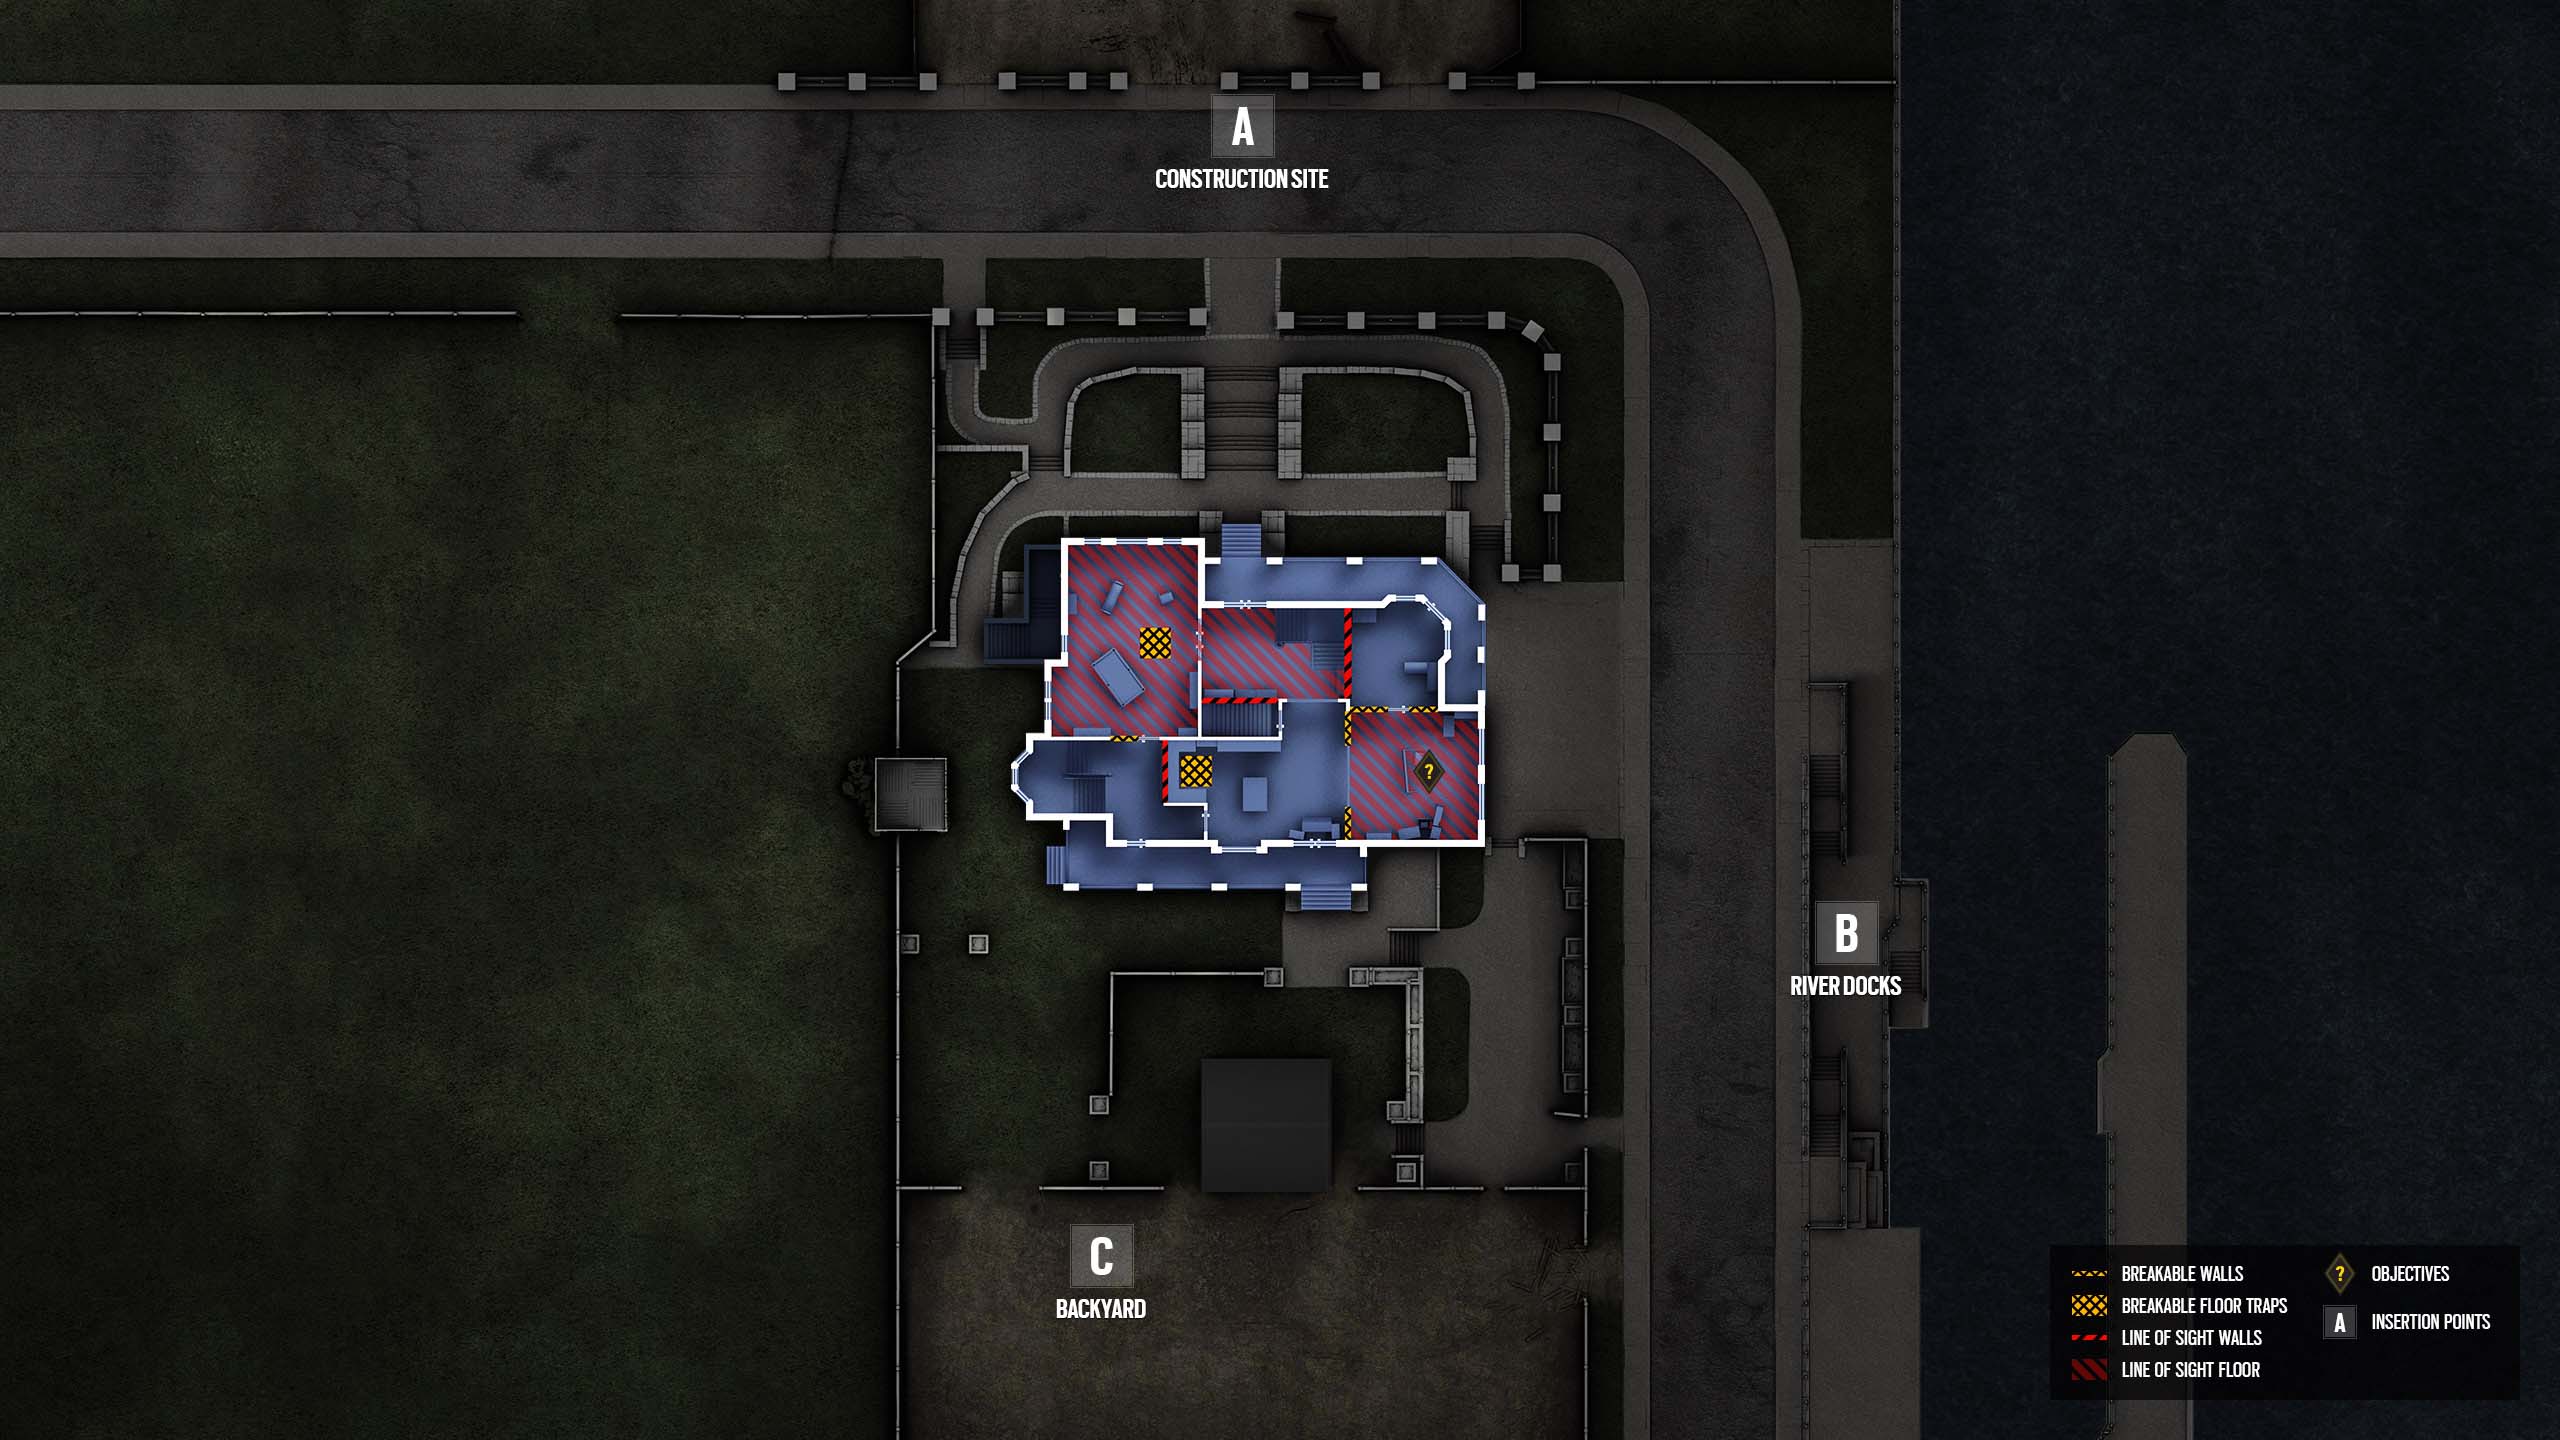 A
CONSTRUCTION SITE
?
B
RIVER DOCKS
C
BACKYARD
BREAKABLE WALLS
BREAKABLE FLOOR TRAPS
LINE OF SIGHT WALLS
LINE OF SIGHT FLOOR
? OBJECTIVES
A INSERTION POINTS